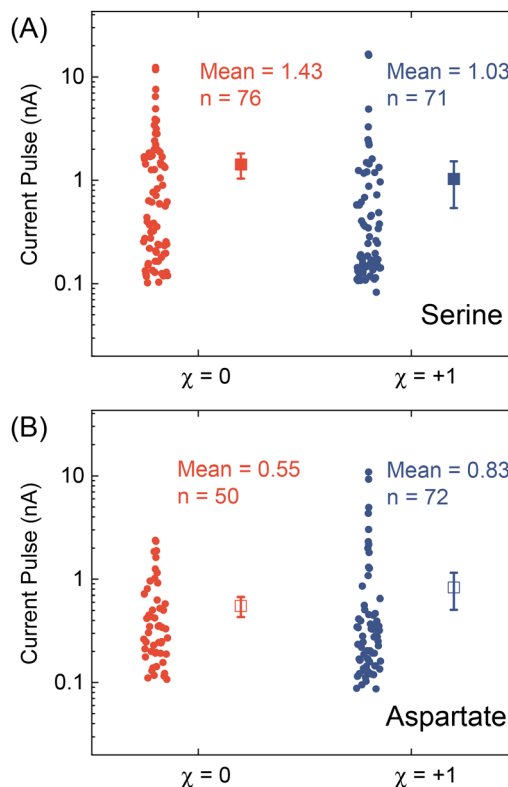 (A)
Current Pulse (nA)
10
1
0.1
Mean = 1.43
n = 76
Mean = 1.03
n = 71
Serine
χ = 0
χ = +1
(B)
Current Pulse (nA)
10
1
0.1
Mean = 0.55
n = 50
Mean = 0.83
n = 72
Aspartate
χ = 0
χ = +1